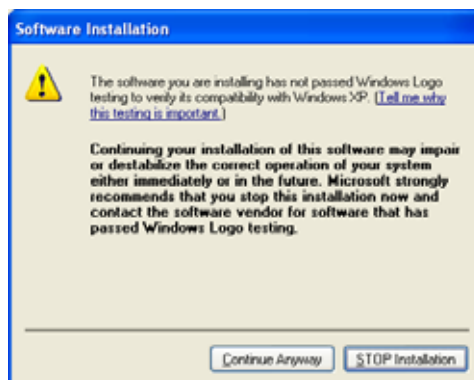 Software Installation
The software you are installing has not passed Windows Logo
testing to verify its compatibility with Windows XP. (Tell me why
this testing is important.)
Continuing your installation of this software may impair
or destabilize the correct operation of your system
either immediately or in the future. Microsoft strongly
recommends that you stop this installation now and
contact the software vendor for software that has
passed Windows Logo testing.
Continue Anyway STOP Installation